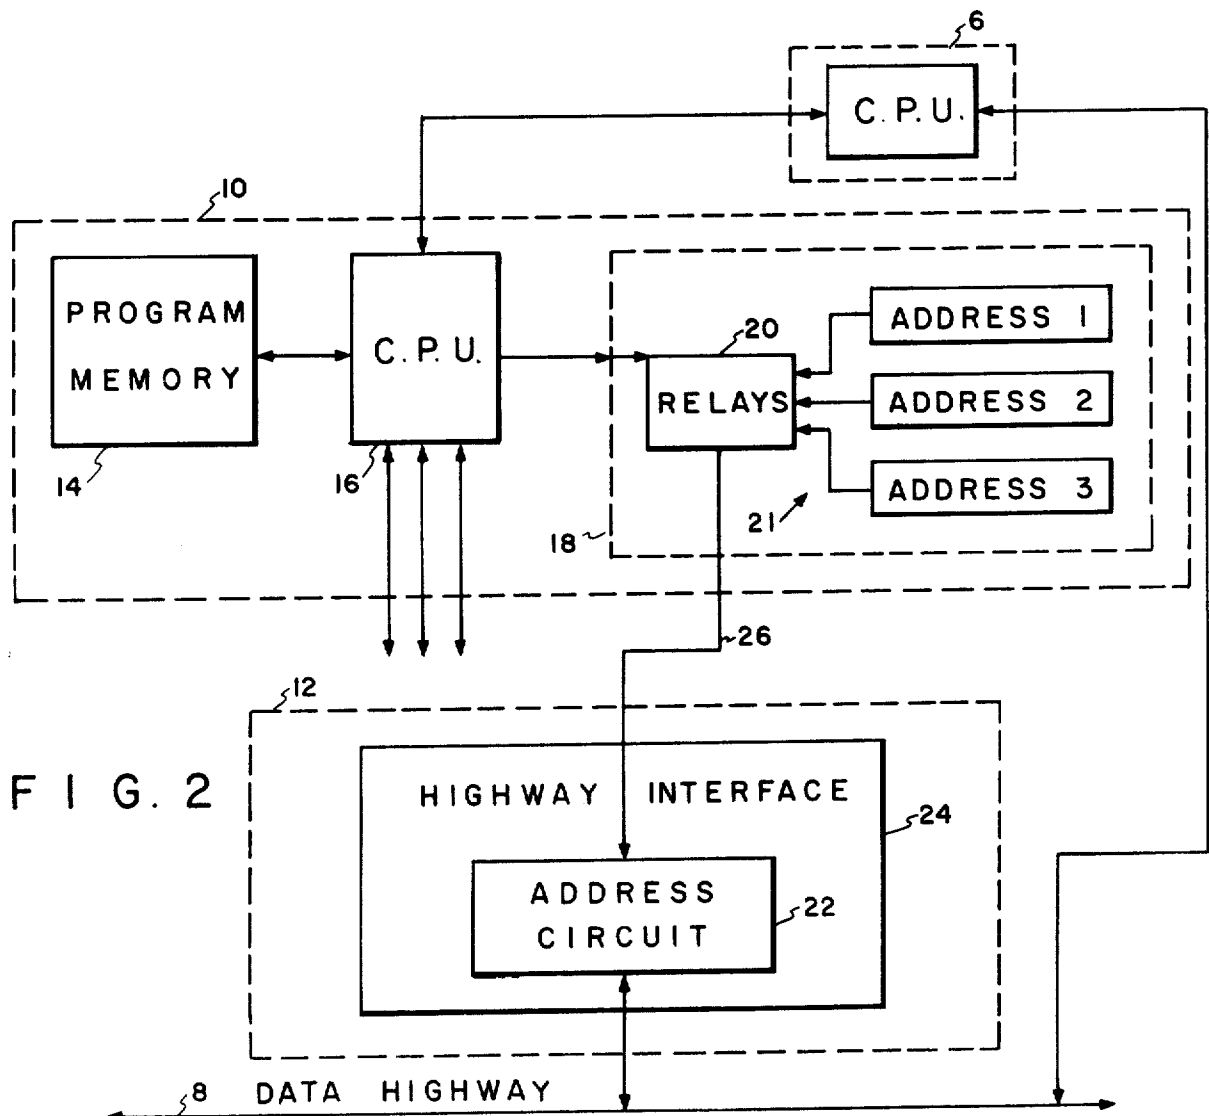 6
C.P.U.
10
PROGRAM
MEMORY
14
C.P.U.
16
20
RELAYS
ADDRESS 1
ADDRESS 2
ADDRESS 3
21
18
26
12
FIG. 2
HIGHWAY INTERFACE
24
ADDRESS
CIRCUIT
22
8 DATA HIGHWAY